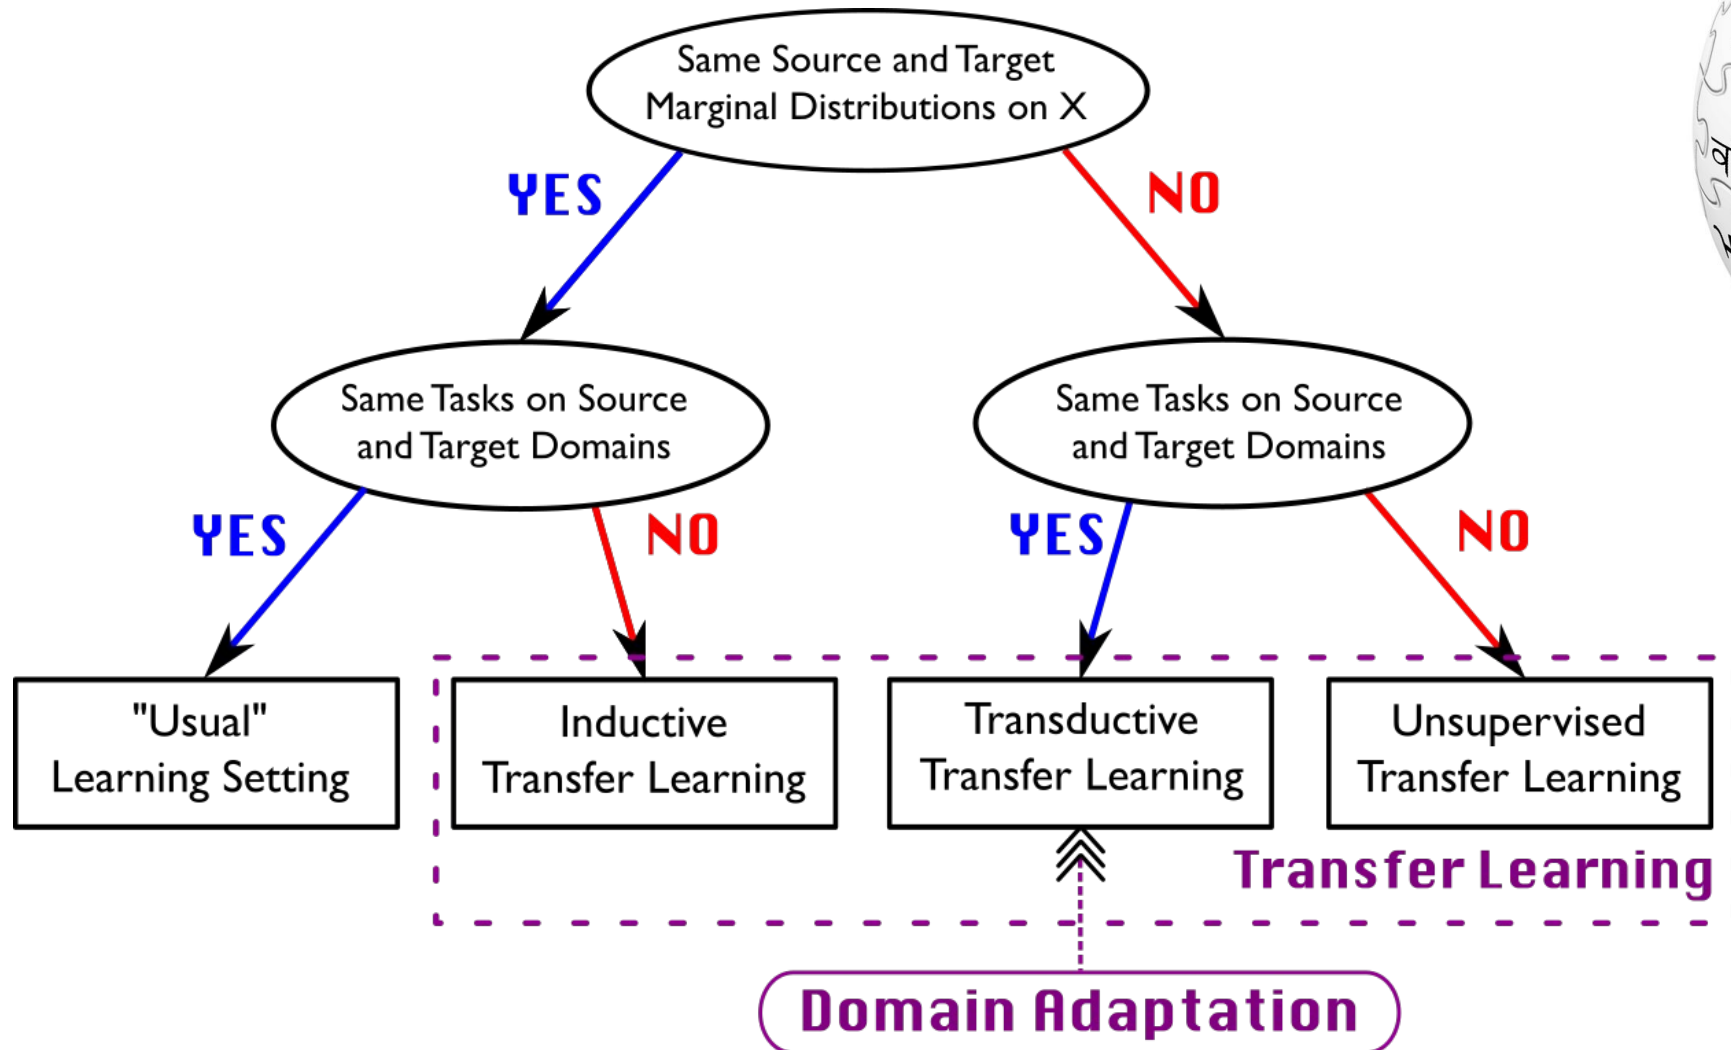 Same Source and Target
Marginal Distributions on X
YES
NO
Same Tasks on Source
and Target Domains
Same Tasks on Source
and Target Domains
YES
NO
YES
NO
"Usual"
Learning Setting
Inductive
Transfer Learning
Transductive
Transfer Learning
Unsupervised
Transfer Learning
Transfer Learning
Domain Adaptation